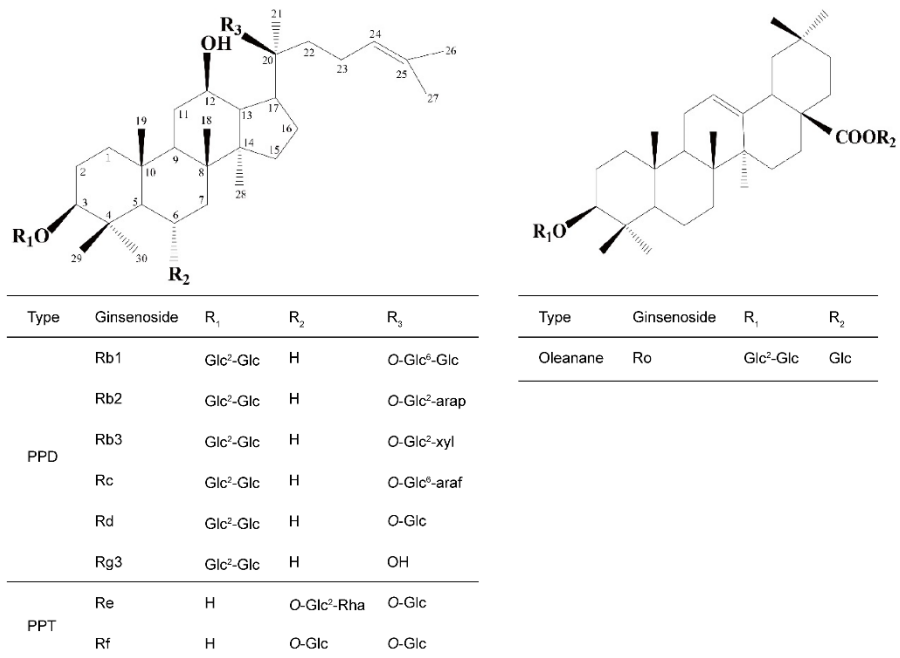 21
R₃
OH
20
22
23
24
25
26
27
12
11
13
17
18
16
19
1
9
14
15
2
10
8
28
3
4
5
6
7
R₁O
29
30
R₂
COOR₂
R₁O
Type Ginsenoside R₁ R₂ R₃
PPD
Rb1 Glc²-Glc H O-Glc⁶-Glc
Rb2 Glc²-Glc H O-Glc²-arap
Rb3 Glc²-Glc H O-Glc²-xyl
Rc Glc²-Glc H O-Glc⁶-araf
Rd Glc²-Glc H O-Glc
Rg3 Glc²-Glc H OH
PPT
Re H O-Glc²-Rha O-Glc
Rf H O-Glc O-Glc
Type Ginsenoside R₁ R₂
Oleanane Ro Glc²-Glc Glc